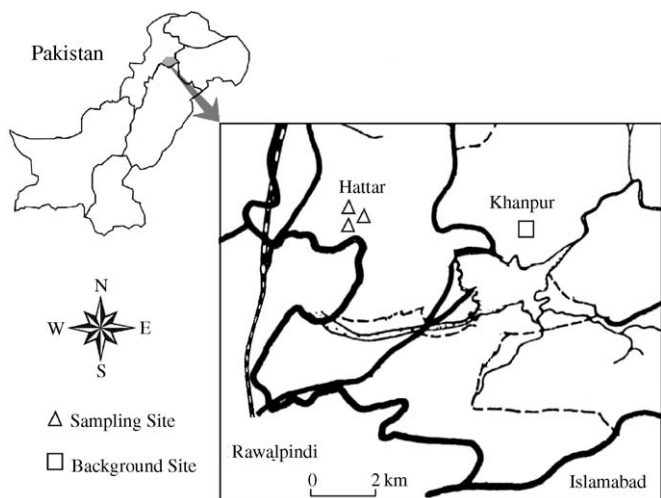 Pakistan
Hattar
Khanpur
N
W E
S
Sampling Site
Background Site
Rawalpindi
0 2 km
Islamabad